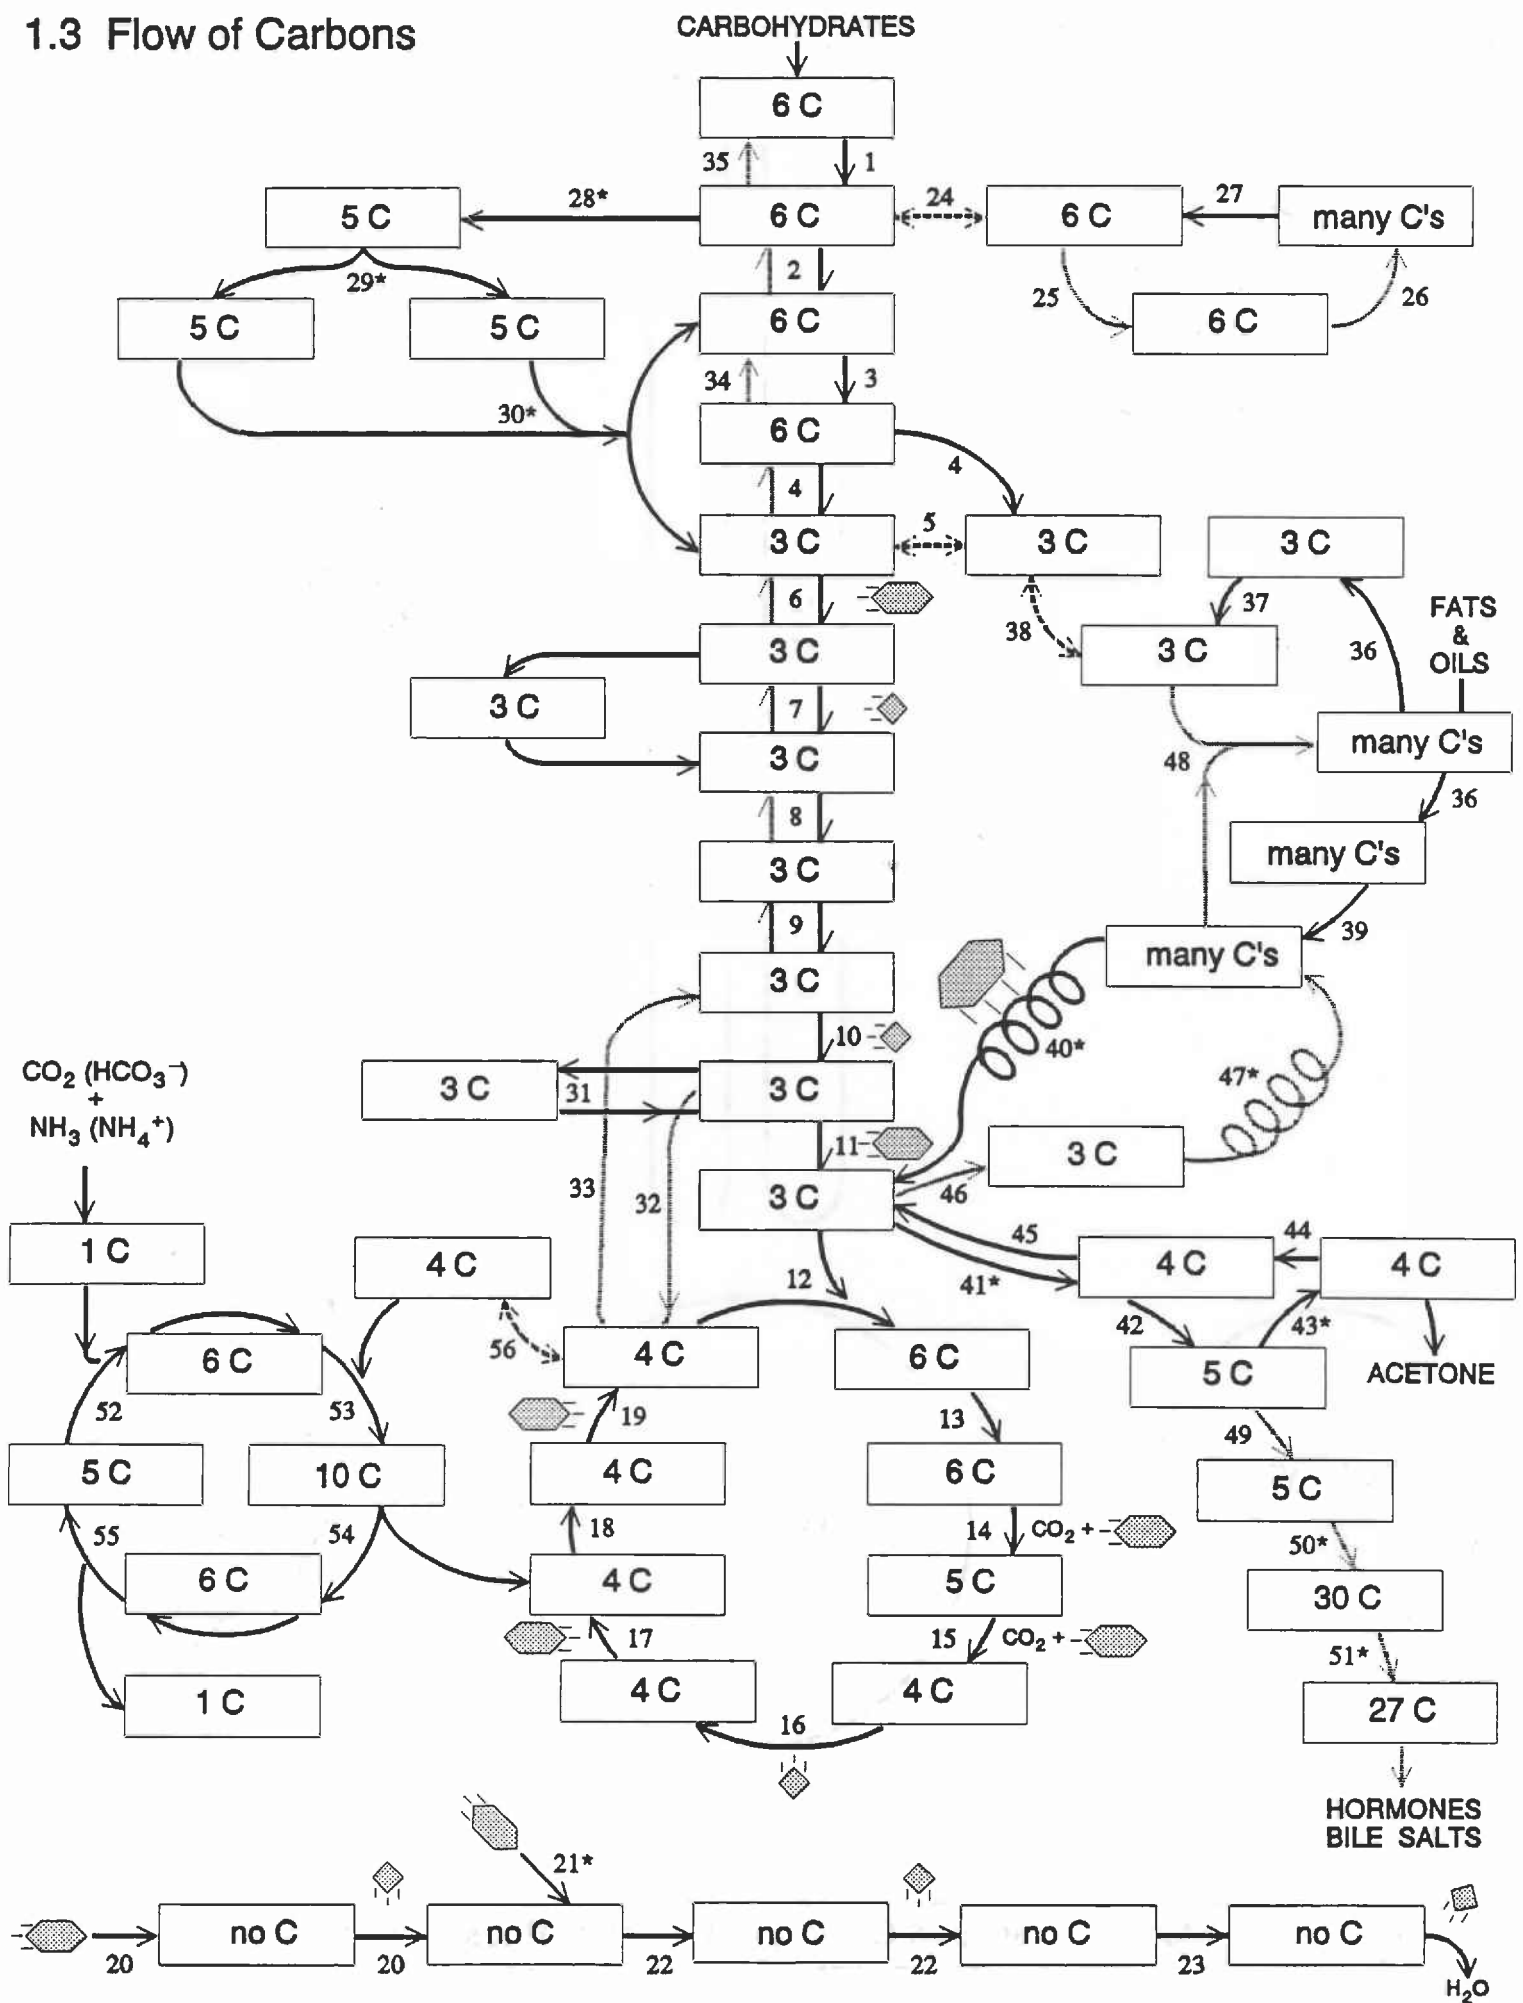 1.3 Flow of Carbons
CARBOHYDRATES
6 C
35
1
5 C
28*
6 C
24
6 C
27
many C's
29*
2
25
26
5 C
5 C
6 C
6 C
34
3
30*
6 C
4
4
3 C
5
3 C
3 C
6
38
37
36
FATS
&
OILS
3 C
3 C
3 C
7
many C's
3 C
48
36
8
many C's
3 C
39
9
many C's
3 C
10
40*
CO2 (HCO3–)
+
NH3 (NH4+)
3 C
31
3 C
47*
11
3 C
33
32
3 C
46
1 C
4 C
12
45
41*
4 C
44
4 C
56
4 C
6 C
42
43*
6 C
5 C
ACETONE
52
53
19
13
49
5 C
10 C
4 C
6 C
5 C
55
54
18
14
CO2 +
50*
6 C
4 C
5 C
30 C
17
15
CO2 +
51*
1 C
4 C
4 C
27 C
16
HORMONES
BILE SALTS
21*
no C
no C
no C
no C
no C
20
20
22
22
23
H2O